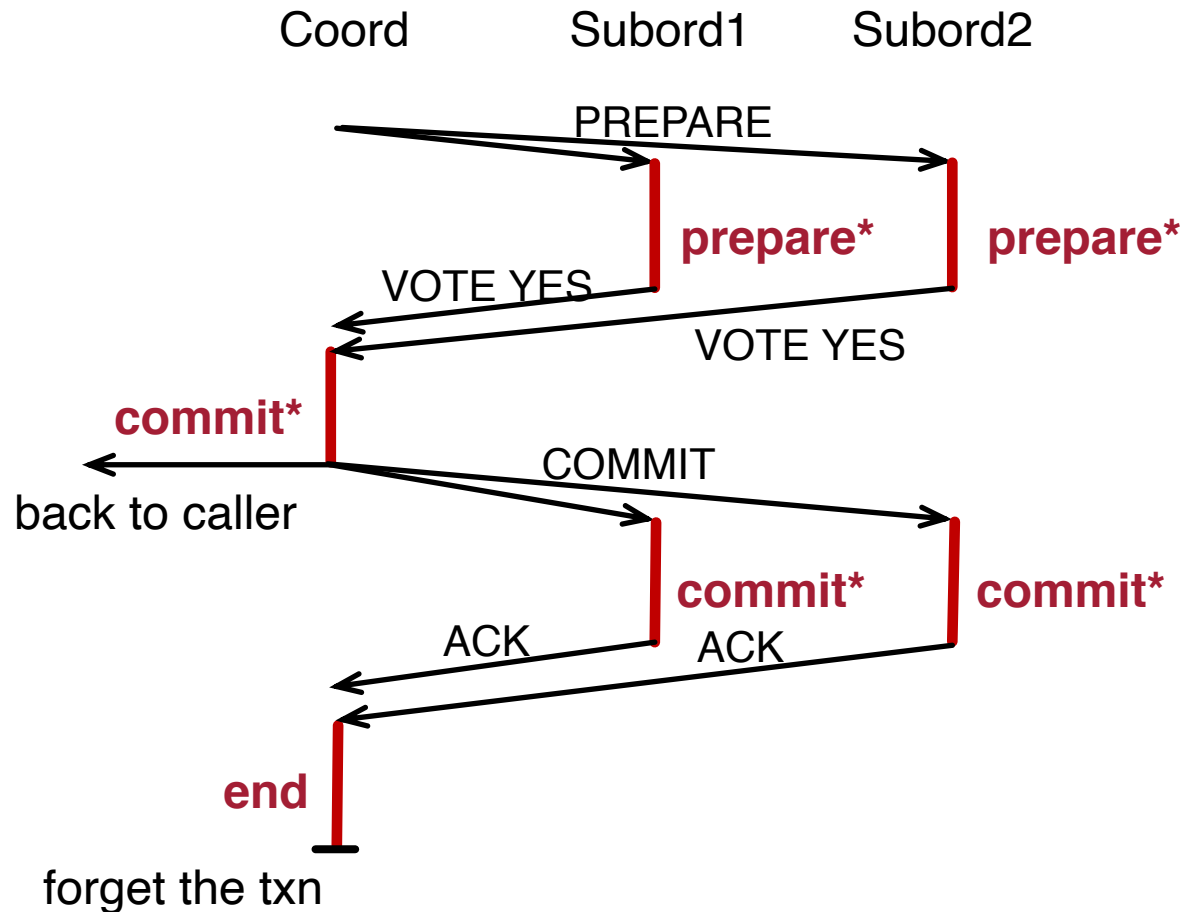 Coord Subord1 Subord2
PREPARE
prepare* prepare*
VOTE YES
VOTE YES
commit*
COMMIT
back to caller
commit* commit*
ACK ACK
end
forget the txn